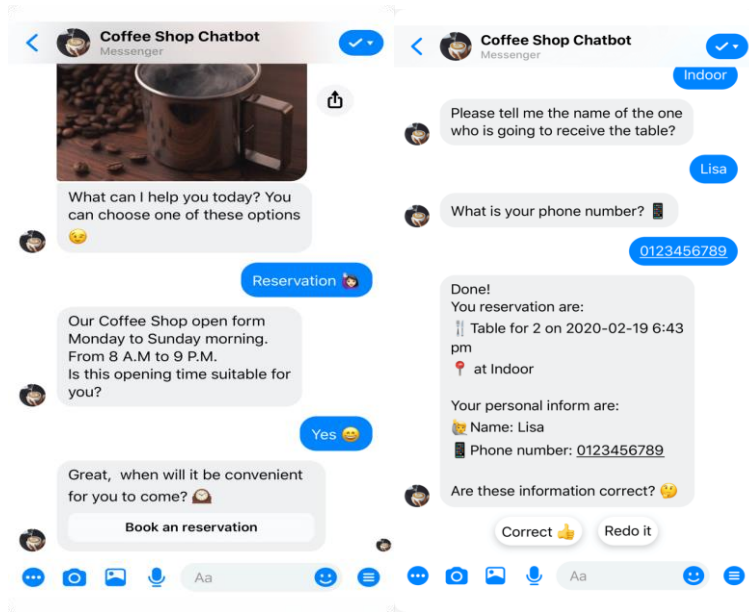 Coffee Shop Chatbot
Messenger
What can I help you today? You
can choose one of these options
😉
Reservation 🙋🏻‍♀️
Our Coffee Shop open form
Monday to Sunday morning.
From 8 A.M to 9 P.M.
Is this opening time suitable for
you?
Yes 😄
Great, when will it be convenient
for you to come? 🕰️
Book an reservation
Aa
Coffee Shop Chatbot
Messenger
Indoor
Please tell me the name of the one
who is going to receive the table?
Lisa
What is your phone number? 📱
0123456789
Done!
You reservation are:
🍴 Table for 2 on 2020-02-19 6:43
pm
📍 at Indoor
Your personal inform are:
🙋 Name: Lisa
📱 Phone number: 0123456789
Are these information correct? 🤔
Correct 👍
Redo it
Aa